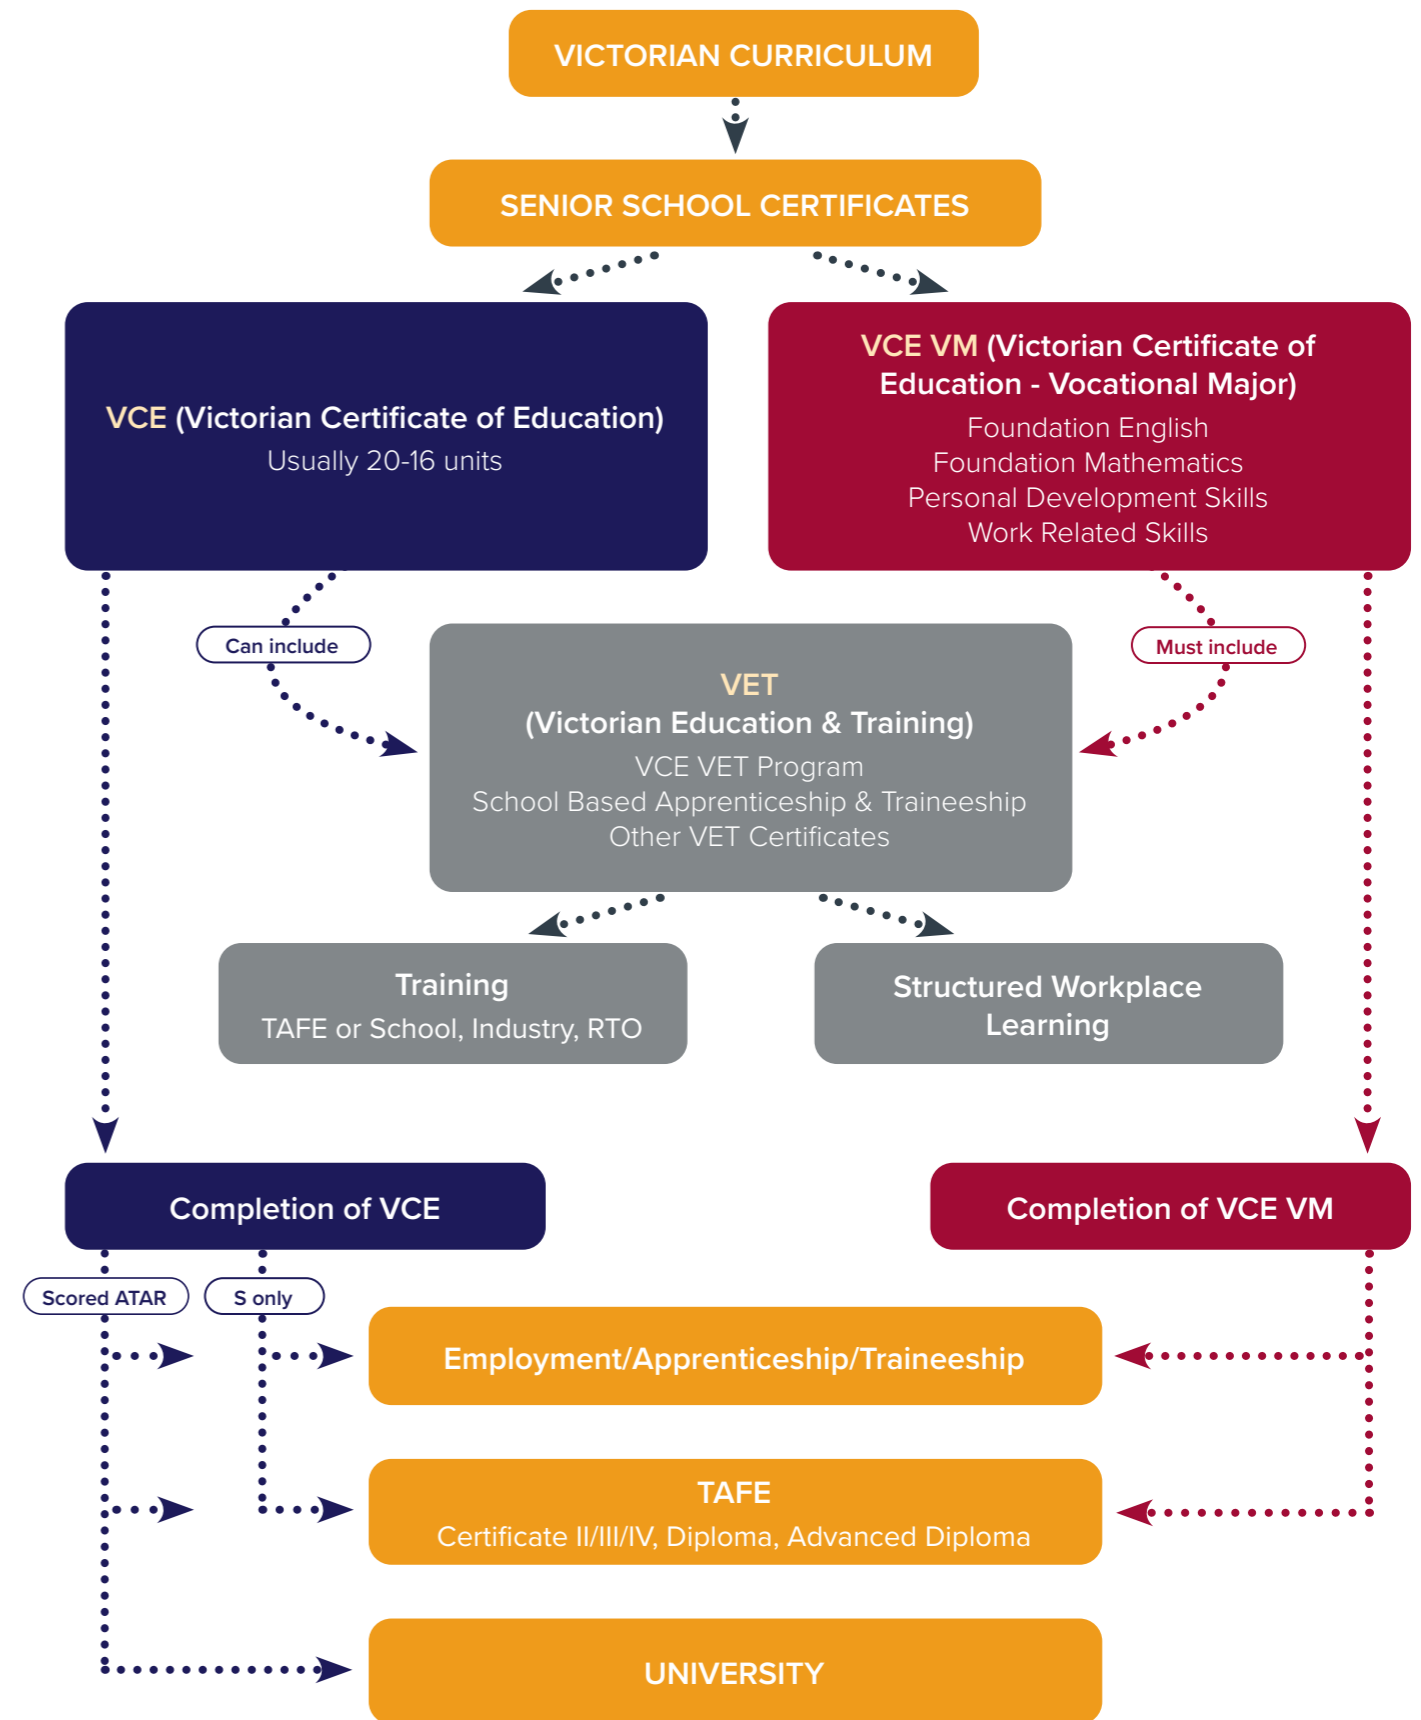 VICTORIAN CURRICULUM
SENIOR SCHOOL CERTIFICATES
VCE (Victorian Certificate of Education)
Usually 20-16 units
VCE VM (Victorian Certificate of
Education - Vocational Major)
Foundation English
Foundation Mathematics
Personal Development Skills
Work Related Skills
Can include
Must include
VET
(Victorian Education & Training)
VCE VET Program
School Based Apprenticeship & Traineeship
Other VET Certificates
Training
TAFE or School, Industry, RTO
Structured Workplace
Learning
Completion of VCE
Completion of VCE VM
Scored ATAR
S only
Employment/Apprenticeship/Traineeship
TAFE
Certificate II/III/IV, Diploma, Advanced Diploma
UNIVERSITY